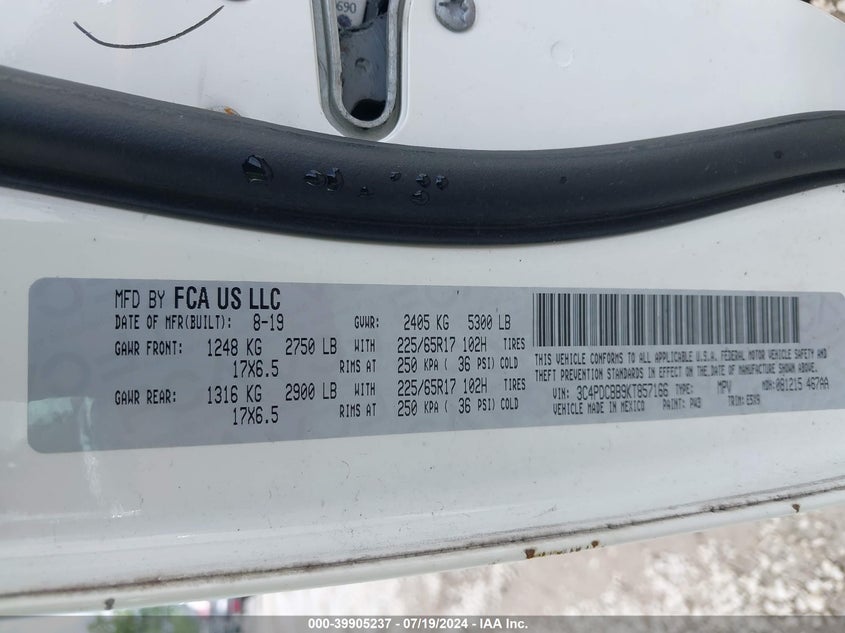 690
MFD BY FCA US LLC
DATE OF MFR(BUILT): 8-19 GVWR: 2405 KG 5300 LB
GAWR FRONT: 1248 KG 2750 LB WITH 225/65R17 102H TIRES
17X6.5 RIMS AT 250 KPA ( 36 PSI) COLD
GAWR REAR: 1316 KG 2900 LB WITH 225/65R17 102H TIRES
17X6.5 RIMS AT 250 KPA ( 36 PSI) COLD
THIS VEHICLE CONFORMS TO ALL APPLICABLE U.S.A. FEDERAL MOTOR VEHICLE SAFETY AND
THEFT PREVENTION STANDARDS IN EFFECT ON THE DATE OF MANUFACTURE SHOWN ABOVE.
VIN: 3C4PDCBB9KT857166 TYPE: MPV MDH: 081215 467AA
VEHICLE MADE IN MEXICO PAINT: PW3 TRIM: E5X9
000-39905237 - 07/19/2024 - IAA Inc.